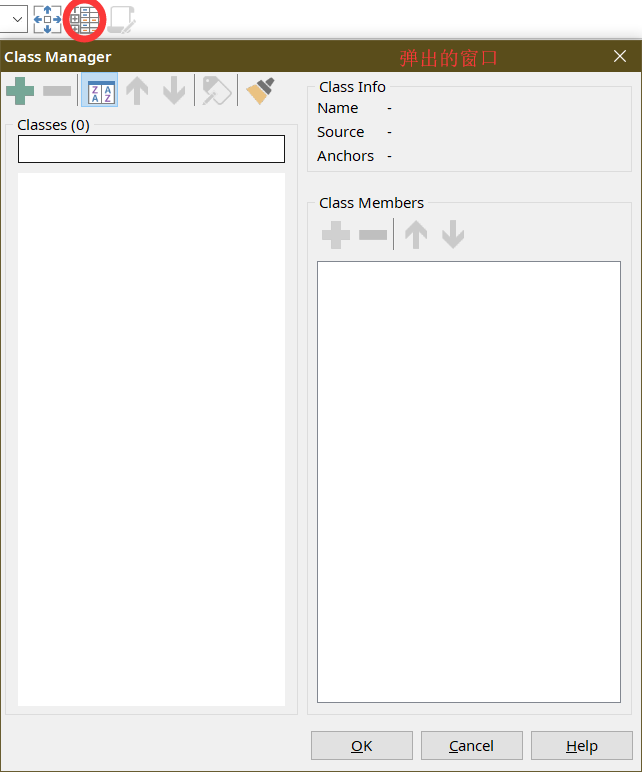 Class Manager
弹出的窗口
Classes (0)
Class Info
Name -
Source -
Anchors -
Class Members
OK
Cancel
Help